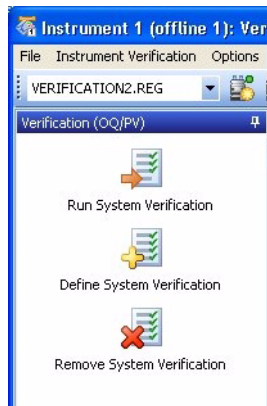 Instrument 1 (offline 1): Ver
File Instrument Verification Options
VERIFICATION2.REG
Verification (OQ/PV)
Run System Verification
Define System Verification
Remove System Verification